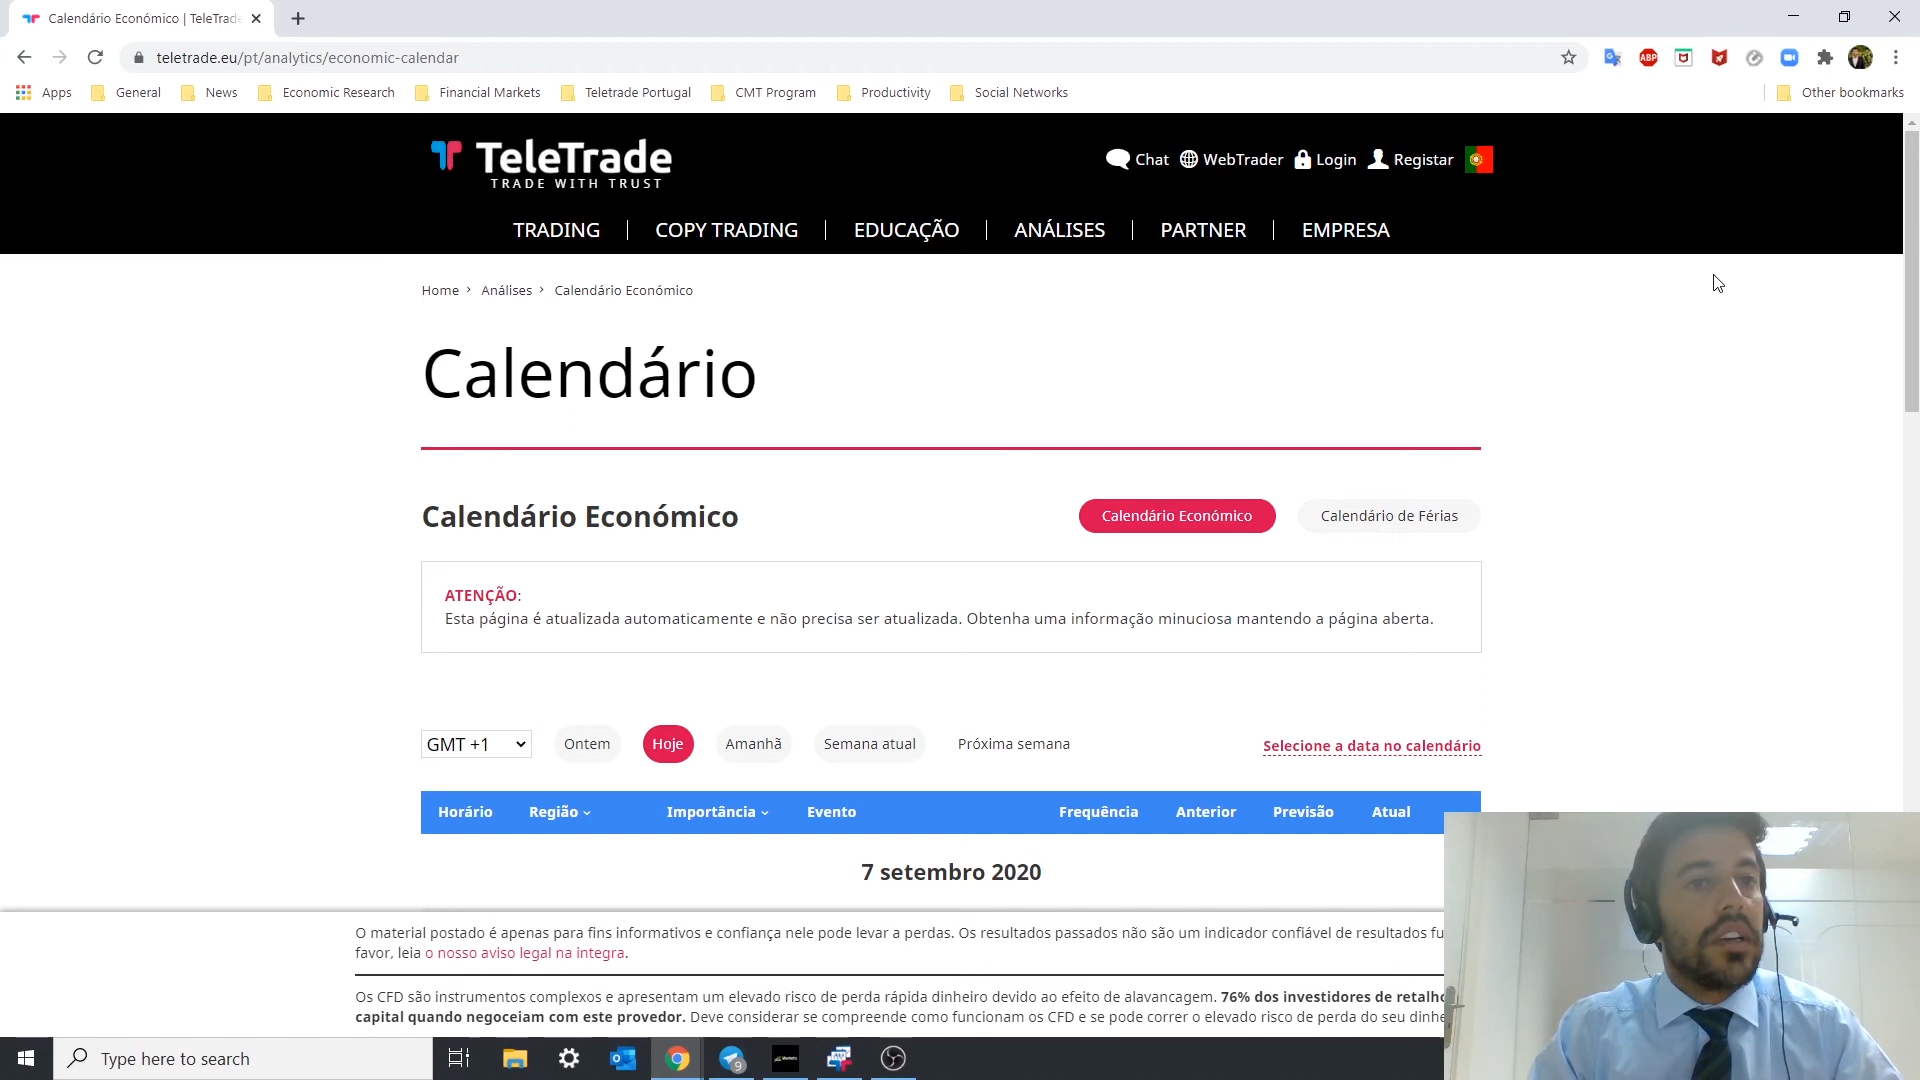 Calendário Económico | TeleTrade
teletrade.eu/pt/analytics/economic-calendar
ABP
Apps General News Economic Research Financial Markets Teletrade Portugal CMT Program Productivity Social Networks Other bookmarks
TeleTrade
TRADE WITH TRUST
Chat WebTrader Login Registar
TRADING COPY TRADING EDUCAÇÃO ANÁLISES PARTNER EMPRESA
Home › Análises › Calendário Económico
Calendário
Calendário Económico
Calendário Económico Calendário de Férias
ATENÇÃO:
Esta página é atualizada automaticamente e não precisa ser atualizada. Obtenha uma informação minuciosa mantendo a página aberta.
GMT +1 Ontem Hoje Amanhã Semana atual Próxima semana Selecione a data no calendário
Horário Região Importância Evento Frequência Anterior Previsão Atual
7 setembro 2020
O material postado é apenas para fins informativos e confiança nele pode levar a perdas. Os resultados passados não são um indicador confiável de resultados fu
favor, leia o nosso aviso legal na integra.
Os CFD são instrumentos complexos e apresentam um elevado risco de perda rápida dinheiro devido ao efeito de alavancagem. 76% dos investidores de retalho
capital quando negoceiam com este provedor. Deve considerar se compreende como funcionam os CFD e se pode correr o elevado risco de perda do seu dinhe
Type here to search
9